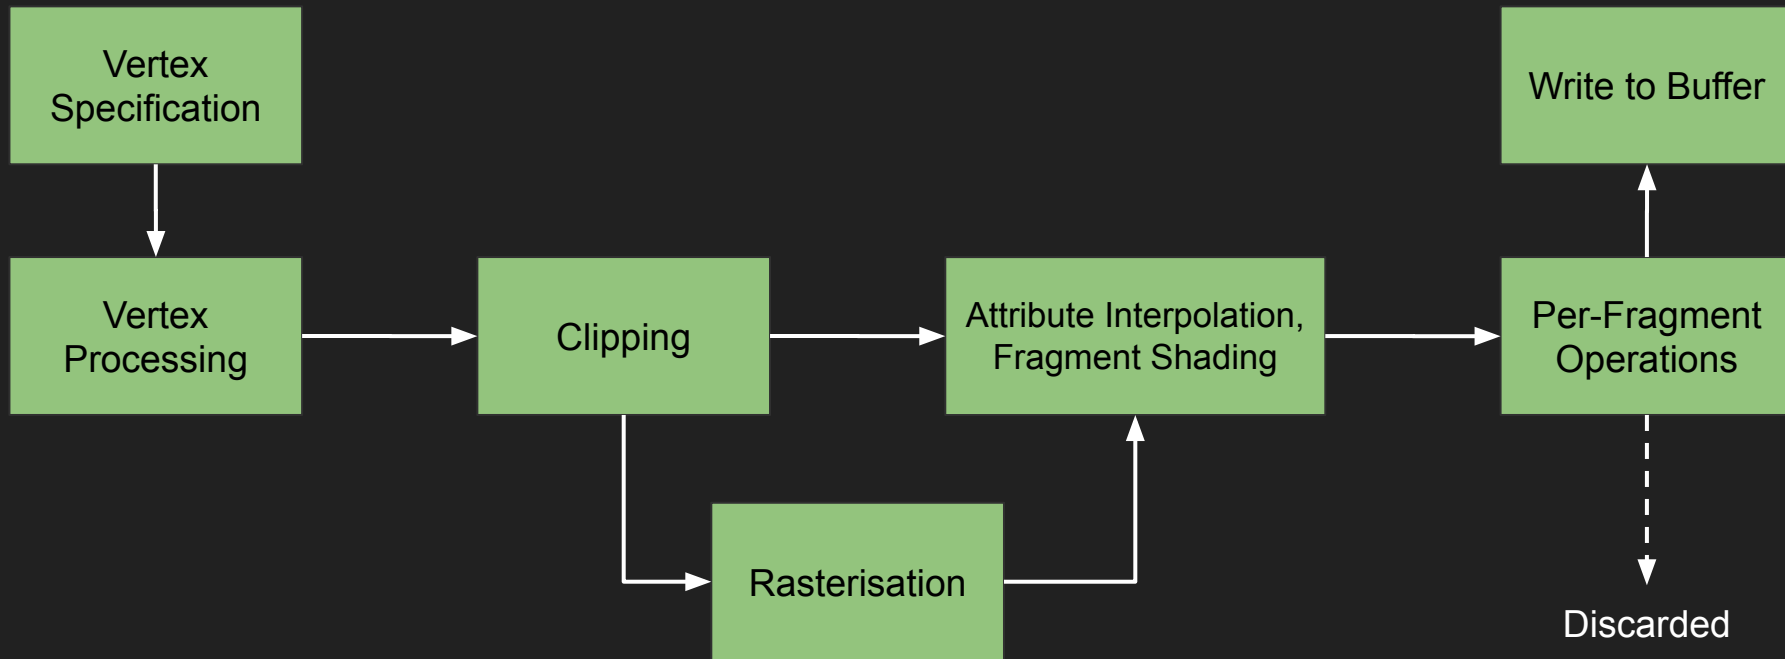 Vertex
Specification
Write to Buffer
Vertex
Processing
Clipping
Attribute Interpolation,
Fragment Shading
Per-Fragment
Operations
Rasterisation
Discarded